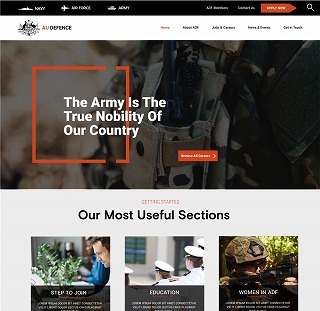 NAVY
AIR FORCE
ARMY
ADF Members
Contact Us
APPLY NOW
AU DEFENCE
Home
About ADF
Jobs & Careers
News & Events
Get in Touch
The Army Is The
True Nobility Of
Our Country
Browse All Careers
GETTING STARTED
Our Most Useful Sections
STEP TO JOIN
EDUCATION
WOMEN IN ADF
LOREM IPSUM DOLOR SIT AMET CONSECTETUR
LOREM IPSUM DOLOR SIT AMET CONSECTETUR
LOREM IPSUM DOLOR SIT AMET CONSECTETUR